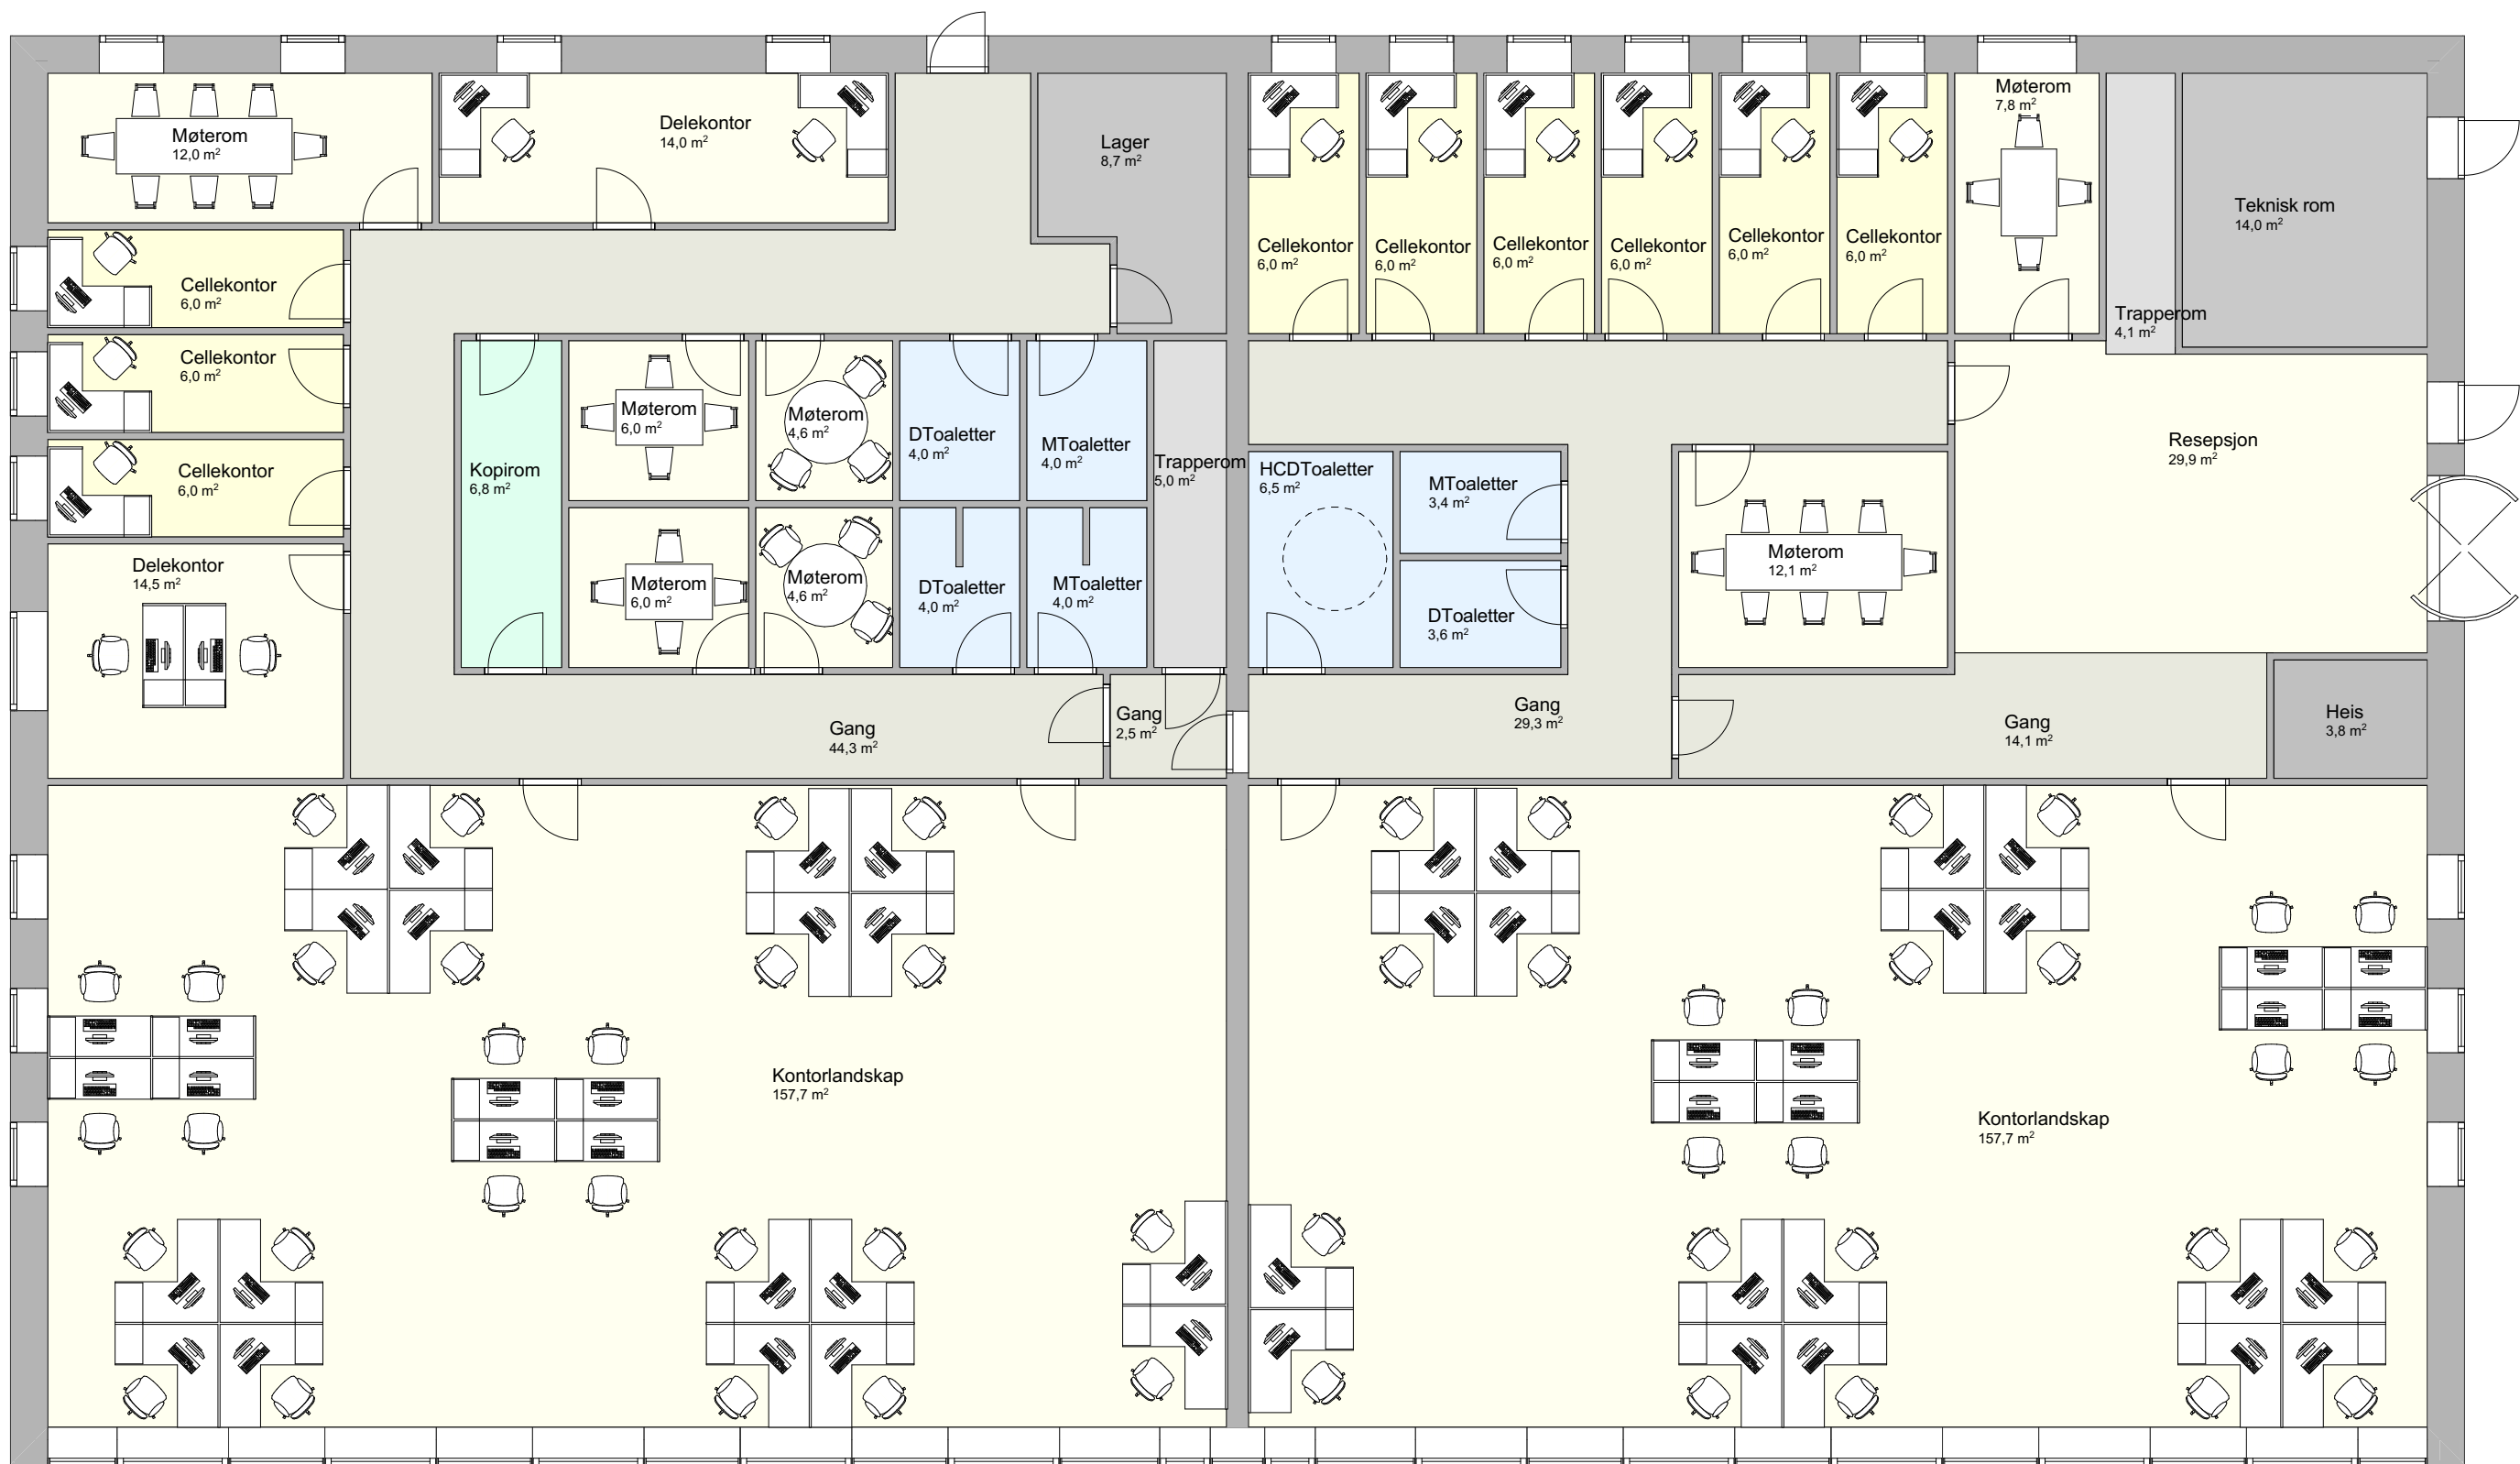 Møterom
12,0 m²
Delekontor
14,0 m²
Lager
8,7 m²
Cellekontor
6,0 m²
Cellekontor
6,0 m²
Cellekontor
6,0 m²
Cellekontor
6,0 m²
Cellekontor
6,0 m²
Cellekontor
6,0 m²
Møterom
7,8 m²
Trapperom
4,1 m²
Teknisk rom
14,0 m²
Cellekontor
6,0 m²
Cellekontor
6,0 m²
Cellekontor
6,0 m²
Delekontor
14,5 m²
Kopirom
6,8 m²
Møterom
6,0 m²
Møterom
4,6 m²
DToaletter
4,0 m²
MToaletter
4,0 m²
Trapperom
5,0 m²
Møterom
6,0 m²
Møterom
4,6 m²
DToaletter
4,0 m²
MToaletter
4,0 m²
HCDToaletter
6,5 m²
MToaletter
3,4 m²
DToaletter
3,6 m²
Møterom
12,1 m²
Resepsjon
29,9 m²
Gang
44,3 m²
Gang
2,5 m²
Gang
29,3 m²
Gang
14,1 m²
Heis
3,8 m²
Kontorlandskap
157,7 m²
Kontorlandskap
157,7 m²